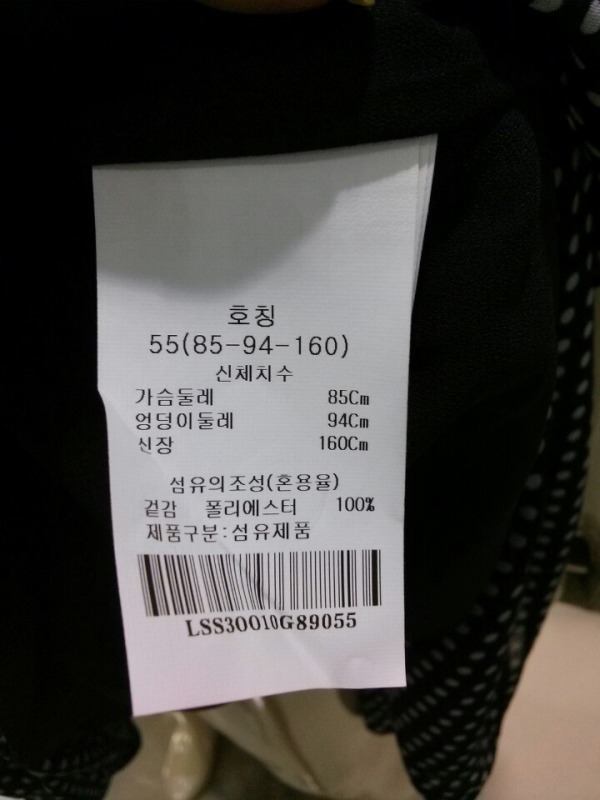 호칭
55(85-94-160)
신체치수
가슴둘레 85Cm
엉덩이둘레 94Cm
신장 160Cm
섬유의조성(혼용율)
겉감 폴리에스터 100%
제품구분:섬유제품
LSS30010G89055